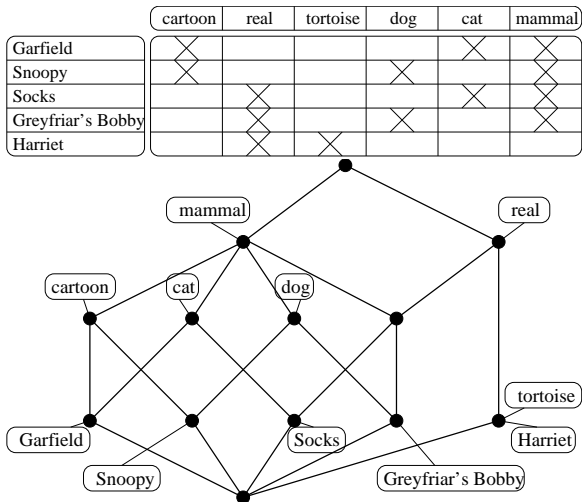 cartoon real tortoise dog cat mammal
Garfield
Snoopy
Socks
Greyfriar's Bobby
Harriet
mammal real
cartoon cat dog
tortoise
Garfield Socks Harriet
Snoopy Greyfriar's Bobby